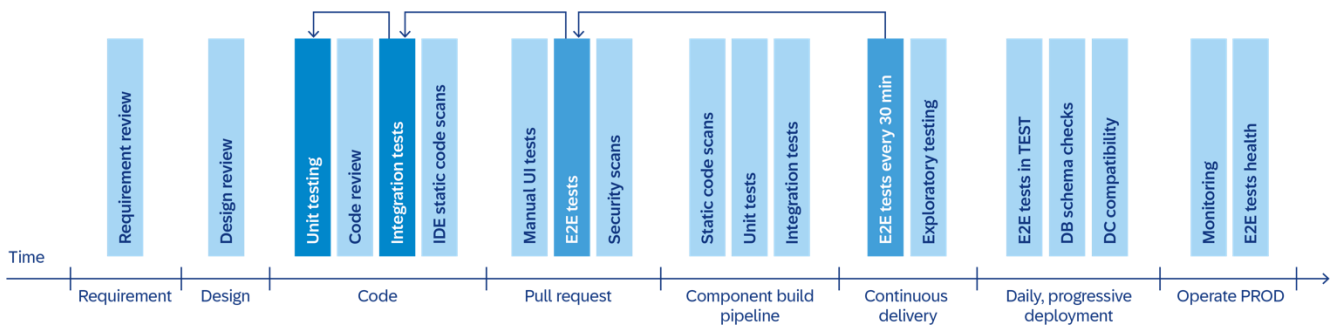 Requirement review
Design review
Unit testing
Code review
Integration tests
IDE static code scans
Manual UI tests
E2E tests
Security scans
Static code scans
Unit tests
Integration tests
E2E tests every 30 min
Exploratory testing
E2E tests in TEST
DB schema checks
DC compatibility
Monitoring
E2E tests health
Time
Requirement
Design
Code
Pull request
Component build
pipeline
Continuous
delivery
Daily, progressive
deployment
Operate PROD